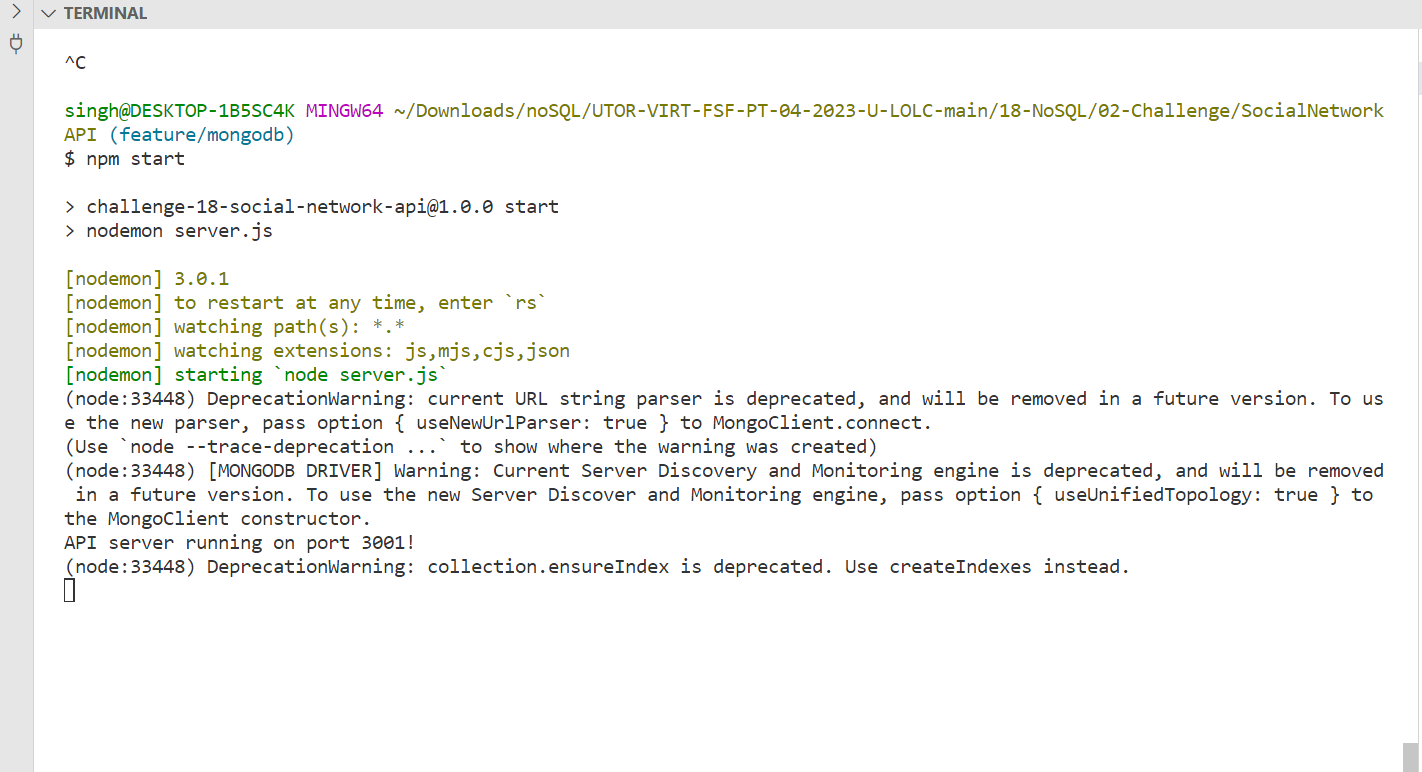 TERMINAL
^C
singh@DESKTOP-1B5SC4K MINGW64 ~/Downloads/noSQL/UTOR-VIRT-FSF-PT-04-2023-U-LOLC-main/18-NoSQL/02-Challenge/SocialNetwork
API (feature/mongodb)
$ npm start
> challenge-18-social-network-api@1.0.0 start
> nodemon server.js
[nodemon] 3.0.1
[nodemon] to restart at any time, enter `rs`
[nodemon] watching path(s): *.*
[nodemon] watching extensions: js,mjs,cjs,json
[nodemon] starting `node server.js`
(node:33448) DeprecationWarning: current URL string parser is deprecated, and will be removed in a future version. To us
e the new parser, pass option { useNewUrlParser: true } to MongoClient.connect.
(Use `node --trace-deprecation ...` to show where the warning was created)
(node:33448) [MONGODB DRIVER] Warning: Current Server Discovery and Monitoring engine is deprecated, and will be removed
 in a future version. To use the new Server Discover and Monitoring engine, pass option { useUnifiedTopology: true } to
the MongoClient constructor.
API server running on port 3001!
(node:33448) DeprecationWarning: collection.ensureIndex is deprecated. Use createIndexes instead.